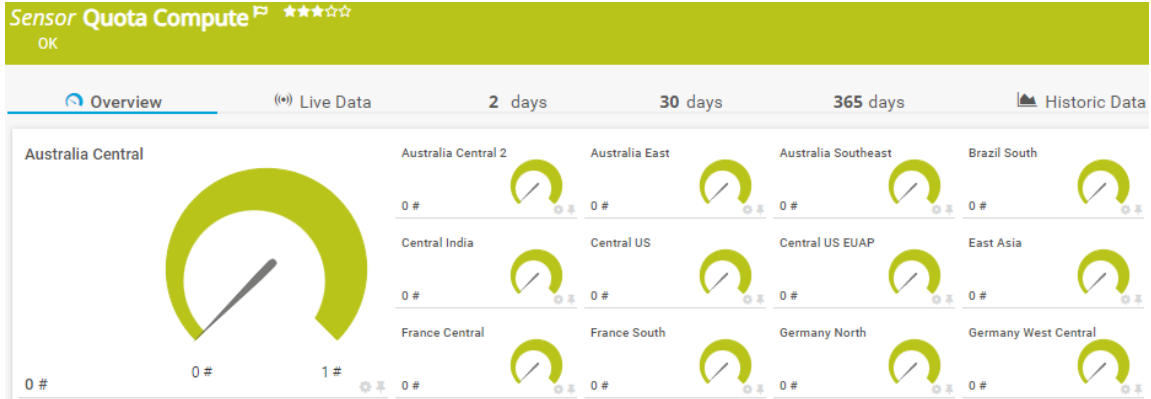 Sensor Quota Compute
OK
Overview
Live Data
2 days
30 days
365 days
Historic Data
Australia Central
0 #
1 #
0 #
Australia Central 2
0 #
Australia East
0 #
Australia Southeast
0 #
Brazil South
0 #
Central India
0 #
Central US
0 #
Central US EUAP
0 #
East Asia
0 #
France Central
0 #
France South
0 #
Germany North
0 #
Germany West Central
0 #